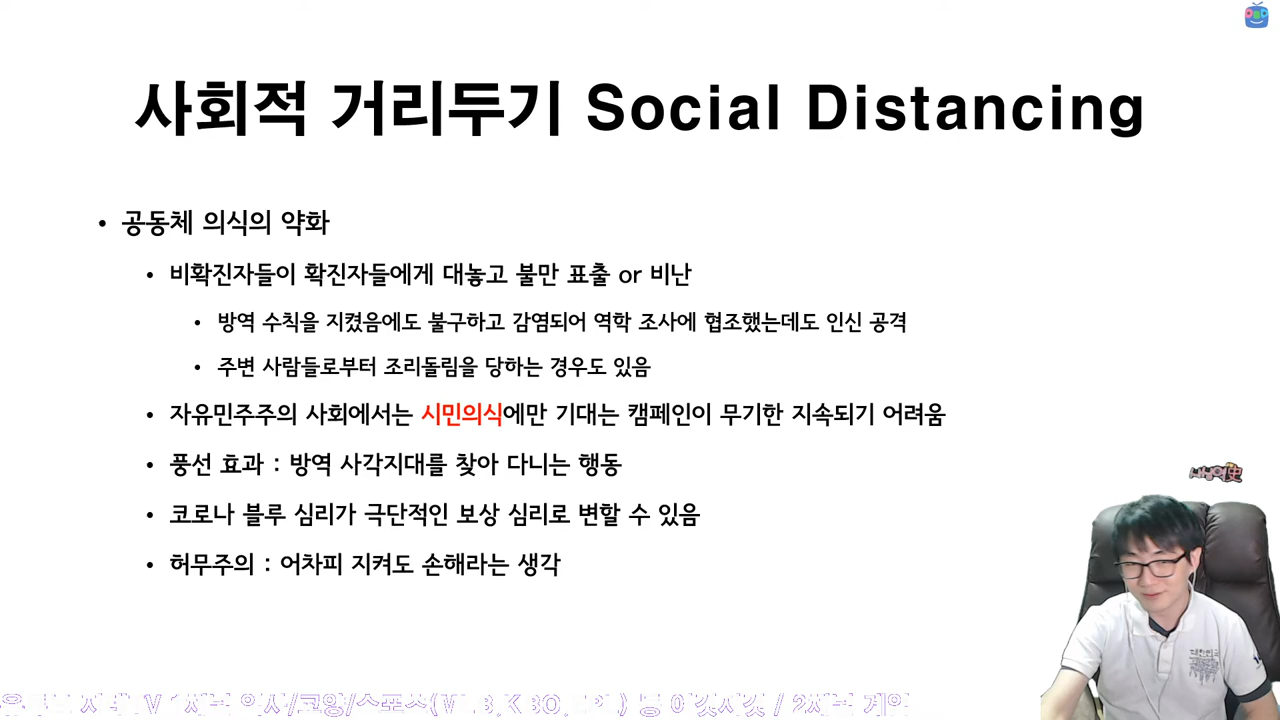 사회적 거리두기 Social Distancing
• 공동체 의식의 약화
• 비확진자들이 확진자들에게 대놓고 불만 표출 or 비난
• 방역 수칙을 지켰음에도 불구하고 감염되어 역학 조사에 협조했는데도 인신 공격
• 주변 사람들로부터 조리돌림을 당하는 경우도 있음
• 자유민주주의 사회에서는 시민의식에만 기대는 캠페인이 무기한 지속되기 어려움
• 풍선 효과 : 방역 사각지대를 찾아 다니는 행동
• 코로나 블루 심리가 극단적인 보상 심리로 변할 수 있음
• 허무주의 : 어차피 지켜도 손해라는 생각
대한민국